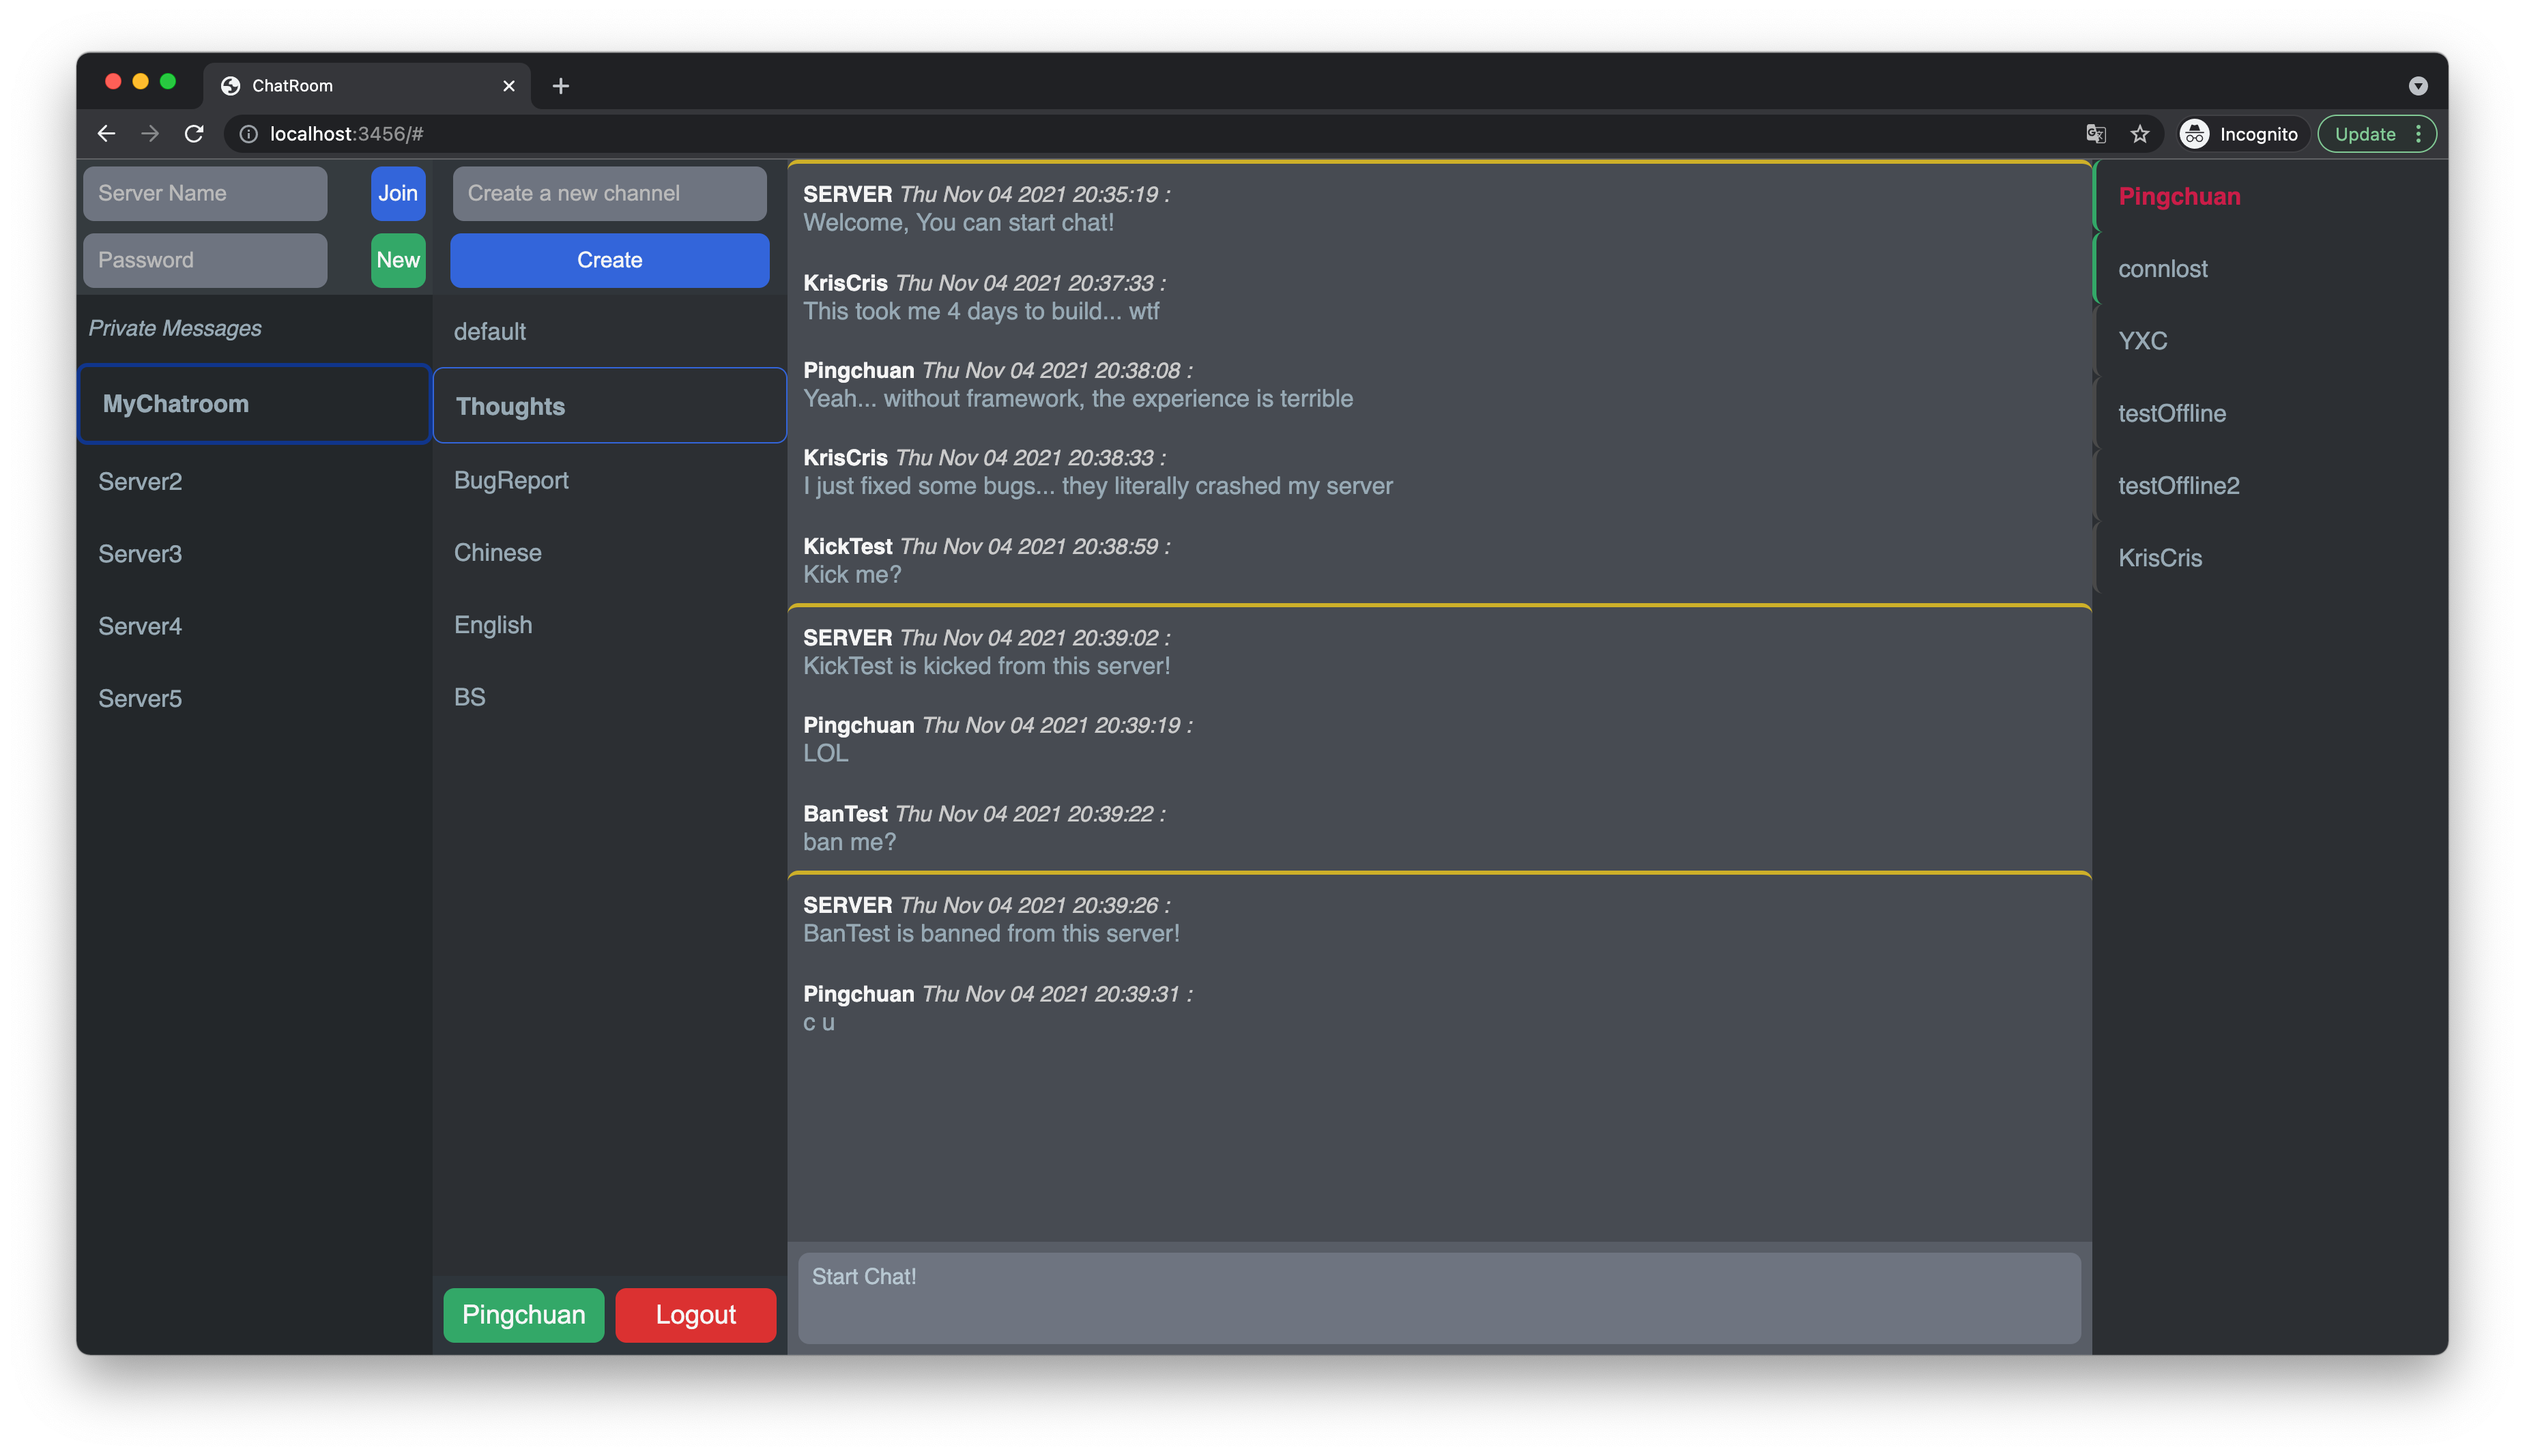 ChatRoom
localhost:3456/#
Incognito
Update
Server Name
Join
Password
New
Private Messages
MyChatroom
Server2
Server3
Server4
Server5
Create a new channel
Create
default
Thoughts
BugReport
Chinese
English
BS
Pingchuan
Logout
SERVER Thu Nov 04 2021 20:35:19 :
Welcome, You can start chat!
KrisCris Thu Nov 04 2021 20:37:33 :
This took me 4 days to build... wtf
Pingchuan Thu Nov 04 2021 20:38:08 :
Yeah... without framework, the experience is terrible
KrisCris Thu Nov 04 2021 20:38:33 :
I just fixed some bugs... they literally crashed my server
KickTest Thu Nov 04 2021 20:38:59 :
Kick me?
SERVER Thu Nov 04 2021 20:39:02 :
KickTest is kicked from this server!
Pingchuan Thu Nov 04 2021 20:39:19 :
LOL
BanTest Thu Nov 04 2021 20:39:22 :
ban me?
SERVER Thu Nov 04 2021 20:39:26 :
BanTest is banned from this server!
Pingchuan Thu Nov 04 2021 20:39:31 :
c u
Start Chat!
Pingchuan
connlost
YXC
testOffline
testOffline2
KrisCris